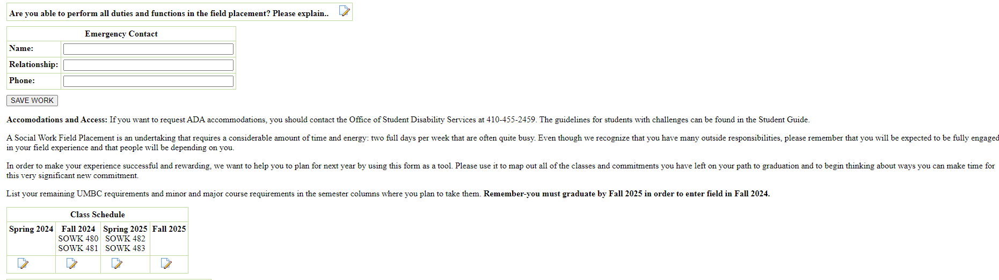 Are you able to perform all duties and functions in the field placement? Please explain..
Emergency Contact
Name:
Relationship:
Phone:
SAVE WORK
Accomodations and Access: If you want to request ADA accommodations, you should contact the Office of Student Disability Services at 410-455-2459. The guidelines for students with challenges can be found in the Student Guide.
A Social Work Field Placement is an undertaking that requires a considerable amount of time and energy: two full days per week that are often quite busy. Even though we recognize that you have many outside responsibilities, please remember that you will be expected to be fully engaged
in your field experience and that people will be depending on you.
In order to make your experience successful and rewarding, we want to help you to plan for next year by using this form as a tool. Please use it to map out all of the classes and commitments you have left on your path to graduation and to begin thinking about ways you can make time for
this very significant new commitment.
List your remaining UMBC requirements and minor and major course requirements in the semester columns where you plan to take them. Remember-you must graduate by Fall 2025 in order to enter field in Fall 2024.
Class Schedule
Spring 2024 Fall 2024 Spring 2025 Fall 2025
SOWK 480 SOWK 482
SOWK 481 SOWK 483